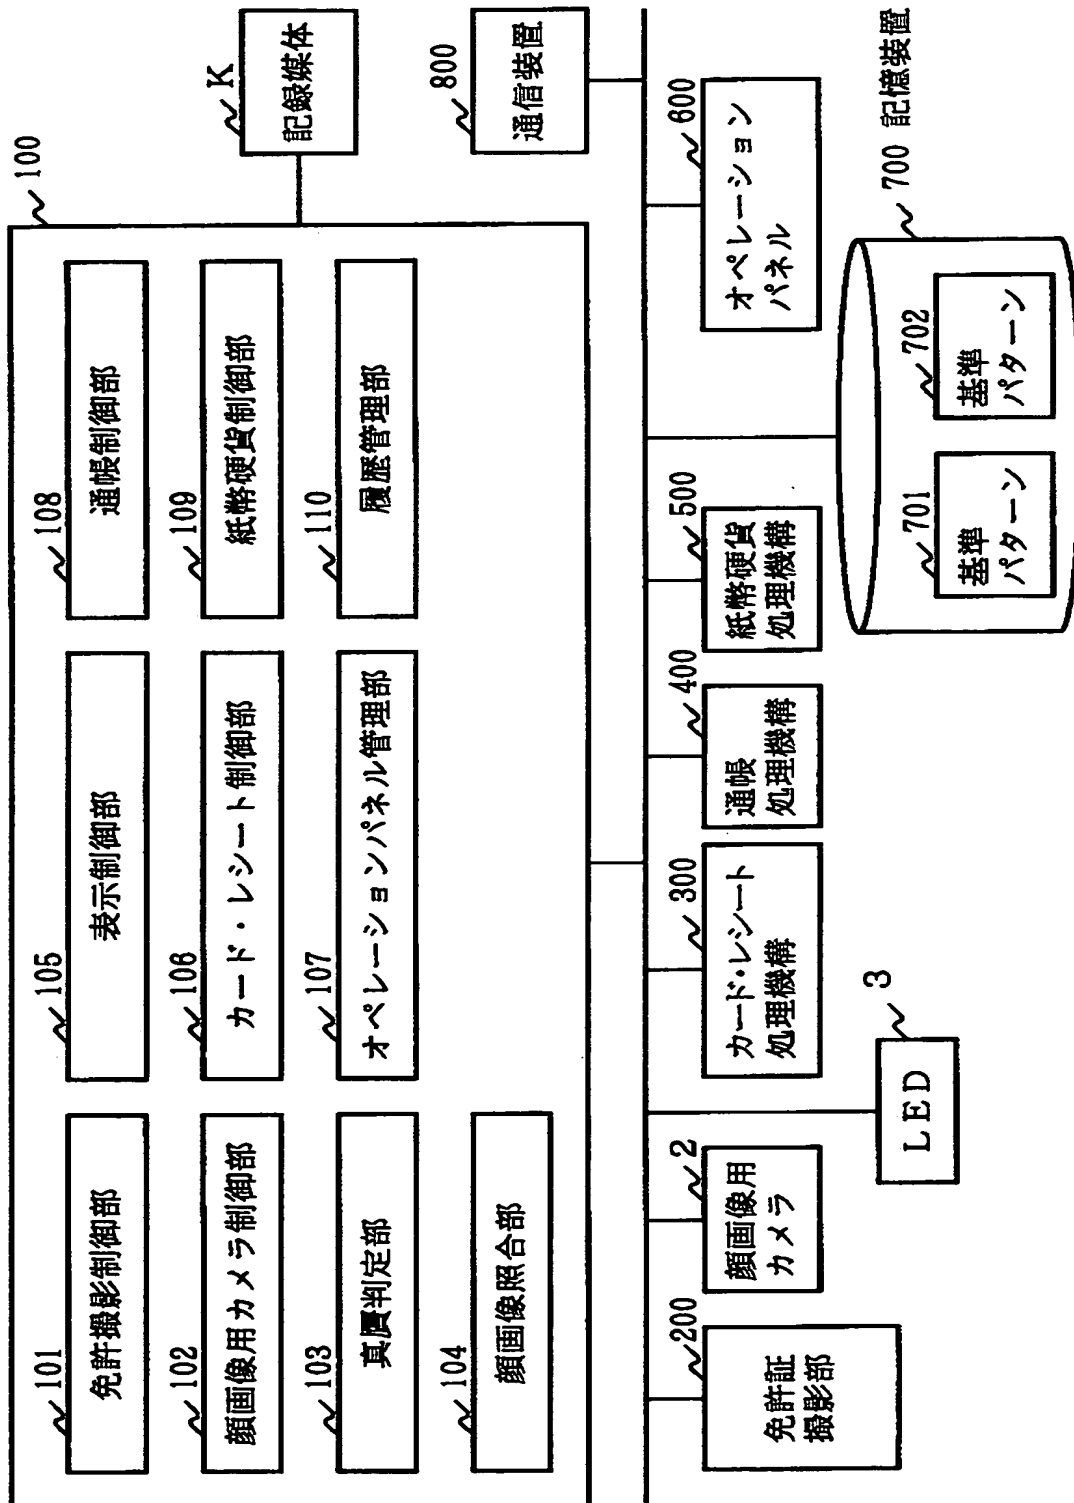 100
101
免許撮影制御部
102
顔画像用カメラ制御部
103
真贋判定部
104
顔画像照合部
105
表示制御部
106
カード・レシート制御部
107
オペレーションパネル管理部
108
通帳制御部
109
紙幣硬貨制御部
110
履歴管理部
K
記録媒体
800
通信装置
200
免許証
撮影部
2
顔画像用
カメラ
3
LED
300
カード・レシート
処理機構
400
通帳
処理機構
500
紙幣硬貨
処理機構
600
オペレーション
パネル
700 記憶装置
701
基準
パターン
702
基準
パターン